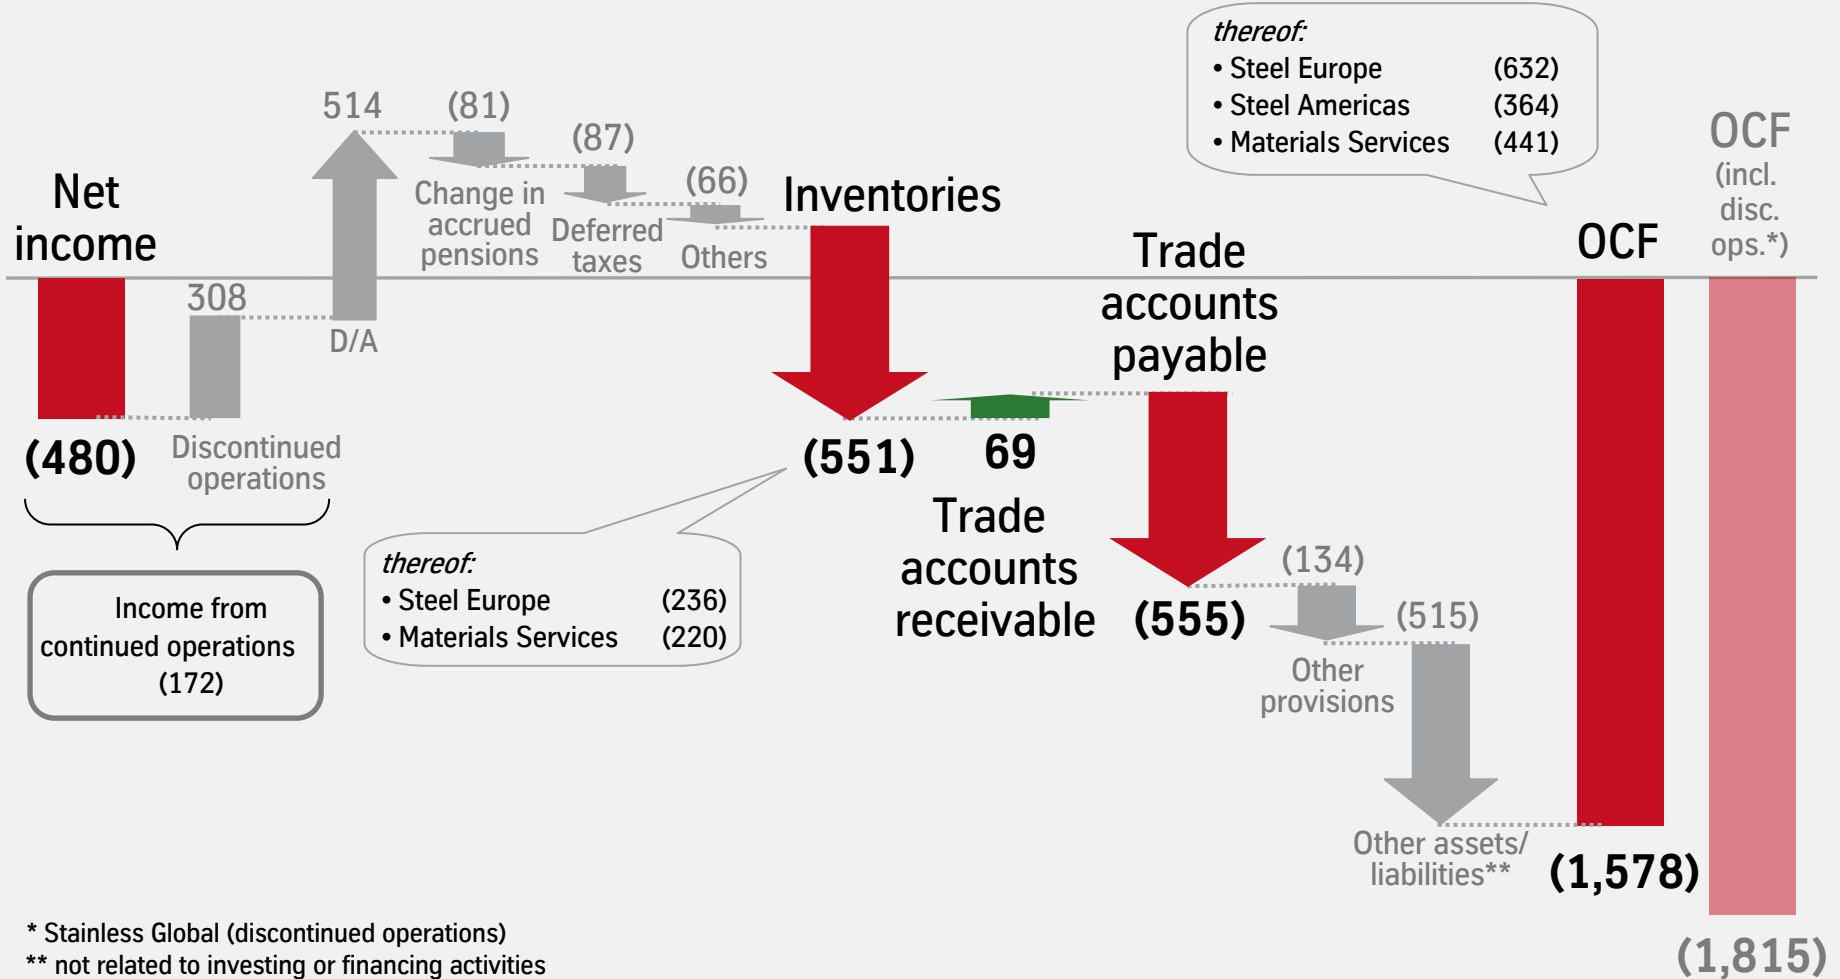 thereof:
• Steel Europe (632)
• Steel Americas (364)
• Materials Services (441)
OCF
(incl.
disc.
ops.*)
514
(81)
(87)
(66)
Net
income
Change in
accrued
pensions
Deferred
taxes
Others
Inventories
Trade
accounts
payable
OCF
308
D/A
(480)
Discontinued
operations
(551)
69
Trade
accounts
receivable
(555)
(134)
(515)
Other
provisions
Income from
continued operations
(172)
thereof:
• Steel Europe (236)
• Materials Services (220)
Other assets/
liabilities**
(1,578)
(1,815)
* Stainless Global (discontinued operations)
** not related to investing or financing activities